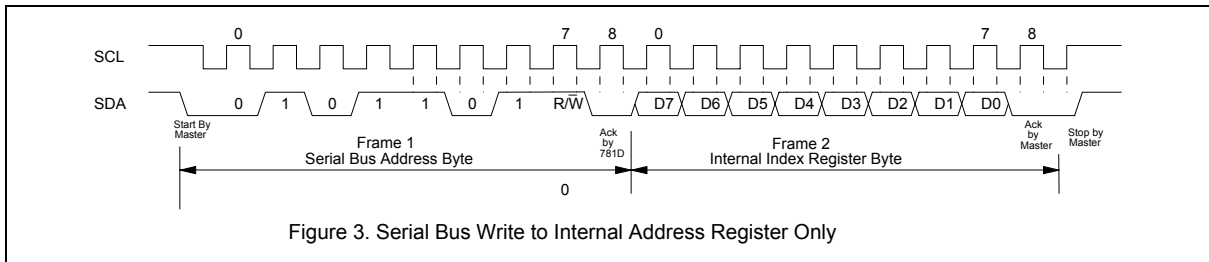 0 7 8 0 7 8
SCL
SDA 0 1 0 1 1 0 1 R/W̅ D7 D6 D5 D4 D3 D2 D1 D0
Start By
Master
Ack
by
781D
Ack
by
Master
Stop by
Master
Frame 1
Serial Bus Address Byte
Frame 2
Internal Index Register Byte
0
Figure 3. Serial Bus Write to Internal Address Register Only